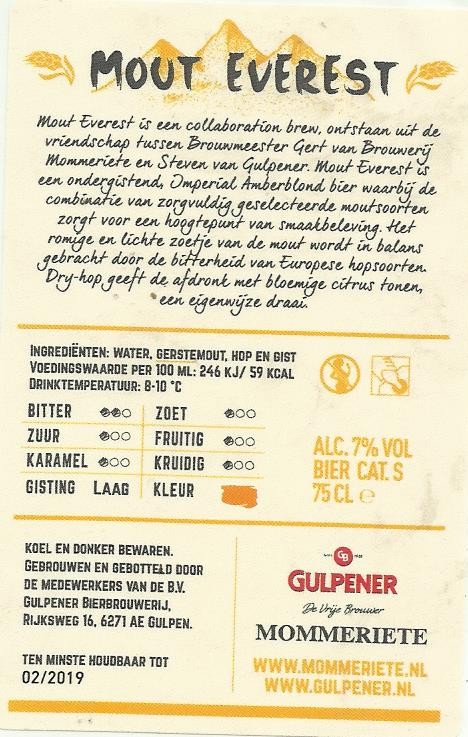 MOUT EVEREST
Mout Everest is een collaboration brew, ontstaan uit de
vriendschap tussen Brouwmeester Gert van Brouwerij
Mommeriete en Steven van Gulpener. Mout Everest is
een ondergistend, Imperial Amberblond bier waarbij de
combinatie van zorgvuldig geselecteerde moutsoorten
zorgt voor een hoogtepunt van smaakbeleving. Het
romige en lichte zoetje van de mout wordt in balans
gebracht door de bitterheid van Europese hopsoorten.
Dry-hop geeft de afdronk met bloemige citrus tonen,
een eigenwijze draai.
INGREDIËNTEN: WATER, GERSTEMOUT, HOP EN GIST
VOEDINGSWAARDE PER 100 ML: 246 KJ/ 59 KCAL
DRINKTEMPERATUUR: 8-10 °C
BITTER ZOET
ZUUR FRUITIG
KARAMEL KRUIDIG
GISTING LAAG KLEUR
ALC. 7% VOL
BIER CAT. S
75 CL ℮
KOEL EN DONKER BEWAREN.
GEBROUWEN EN GEBOTTELD DOOR
DE MEDEWERKERS VAN DE B.V.
GULPENER BIERBROUWERIJ,
RIJKSWEG 16, 6271 AE GULPEN.
TEN MINSTE HOUDBAAR TOT
02/2019
GB
GULPENER
De Vrije Brouwer
MOMMERIETE
WWW.MOMMERIETE.NL
WWW.GULPENER.NL